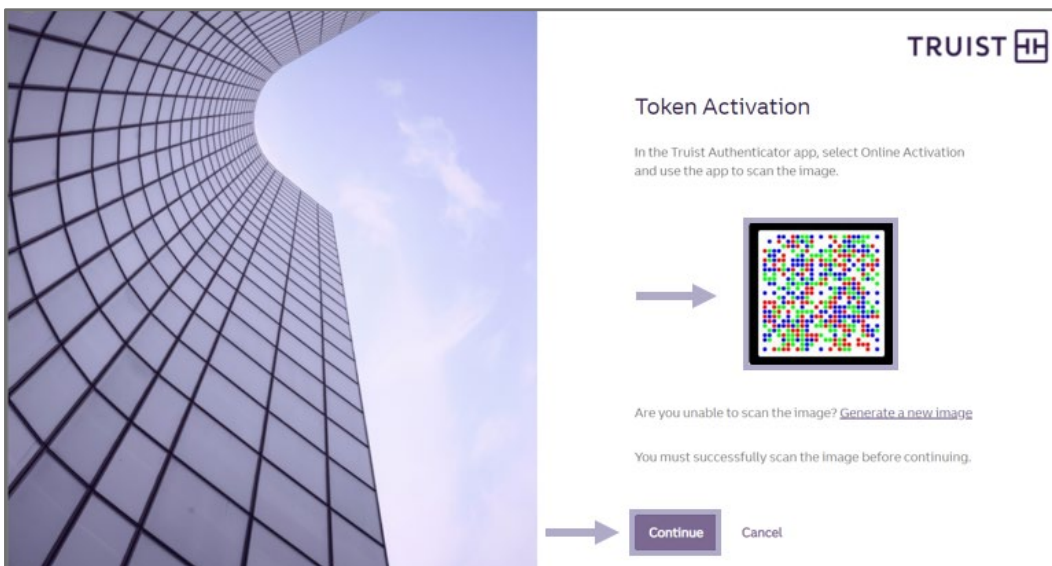 TRUIST
Token Activation
In the Truist Authenticator app, select Online Activation
and use the app to scan the image.
Are you unable to scan the image? Generate a new image
You must successfully scan the image before continuing.
Continue Cancel